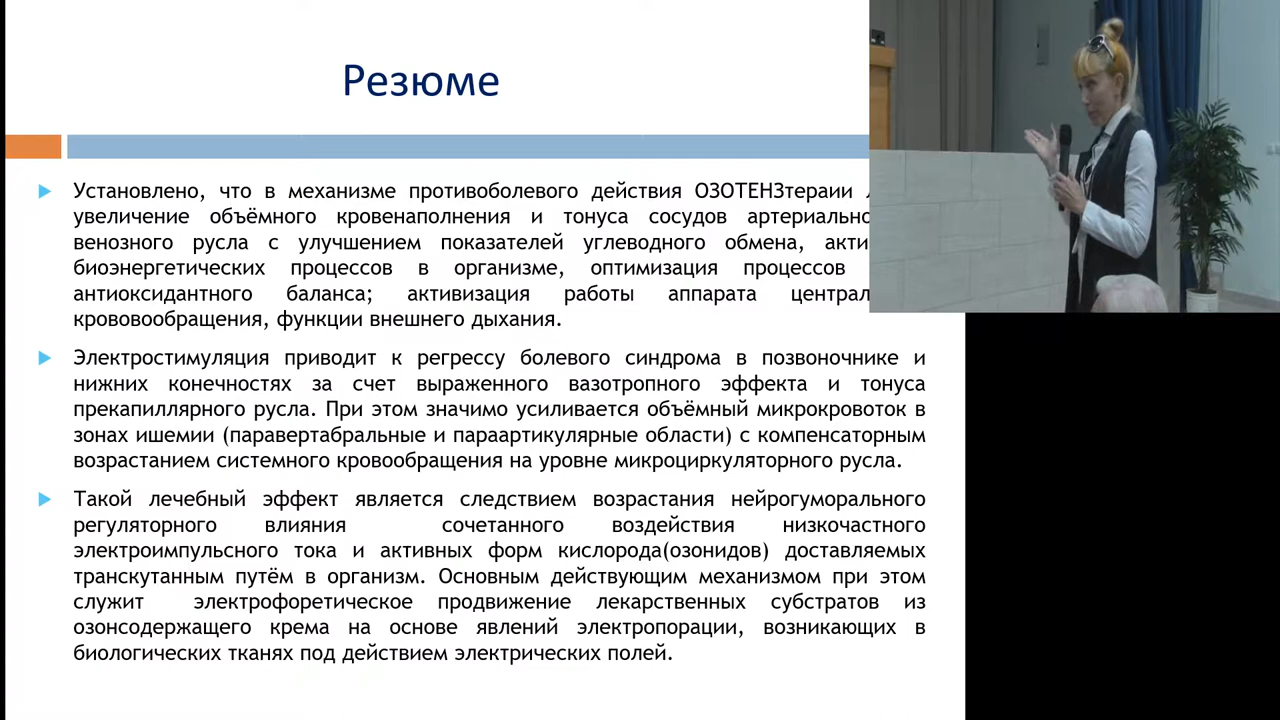 Резюме
Установлено, что в механизме противоболевого действия ОЗОТЕНЗтераии
увеличение объёмного кровенаполнения и тонуса сосудов
венозного русла с улучшением показателей углеводного обмена,
биоэнергетических процессов в организме, оптимизация процессов
антиоксидантного баланса; активизация работы аппарата
крововообращения, функции внешнего дыхания.
Электростимуляция приводит к регрессу болевого синдрома в позвоночнике и
нижних конечностях за счет выраженного вазотропного эффекта и тонуса
прекапиллярного русла. При этом значимо усиливается объёмный микрокровоток в
зонах ишемии (паравертабральные и параартикулярные области) с компенсаторным
возрастанием системного кровообращения на уровне микроциркуляторного русла.
Такой лечебный эффект является следствием возрастания нейрогуморального
регуляторного влияния сочетанного воздействия низкочастного
электроимпульсного тока и активных форм кислорода(озонидов) доставляемых
транскутанным путём в организм. Основным действующим механизмом при этом
служит электрофоретическое продвижение лекарственных субстратов из
озонсодержащего крема на основе явлений электропорации, возникающих в
биологических тканях под действием электрических полей.